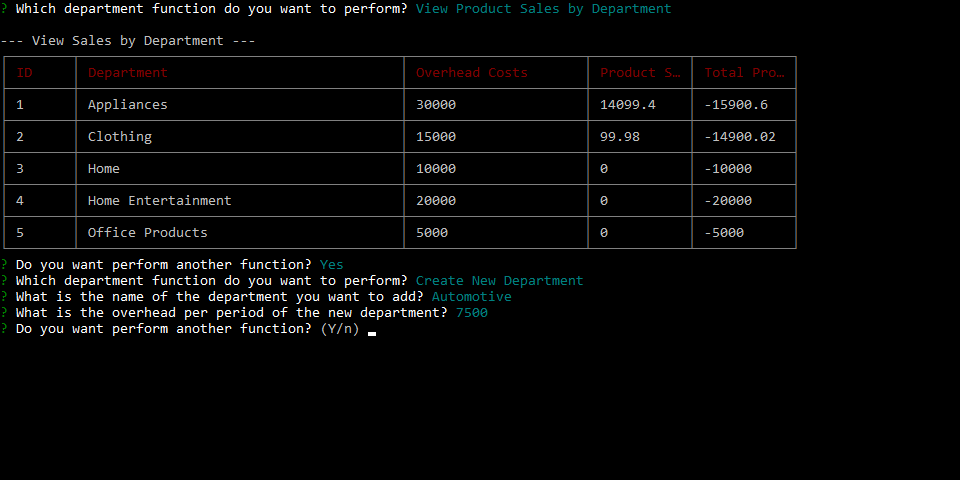 ? Which department function do you want to perform? View Product Sales by Department
--- View Sales by Department ---
ID Department Overhead Costs Product S… Total Pro…
1 Appliances 30000 14099.4 -15900.6
2 Clothing 15000 99.98 -14900.02
3 Home 10000 0 -10000
4 Home Entertainment 20000 0 -20000
5 Office Products 5000 0 -5000
? Do you want perform another function? Yes
? Which department function do you want to perform? Create New Department
? What is the name of the department you want to add? Automotive
? What is the overhead per period of the new department? 7500
? Do you want perform another function? (Y/n)